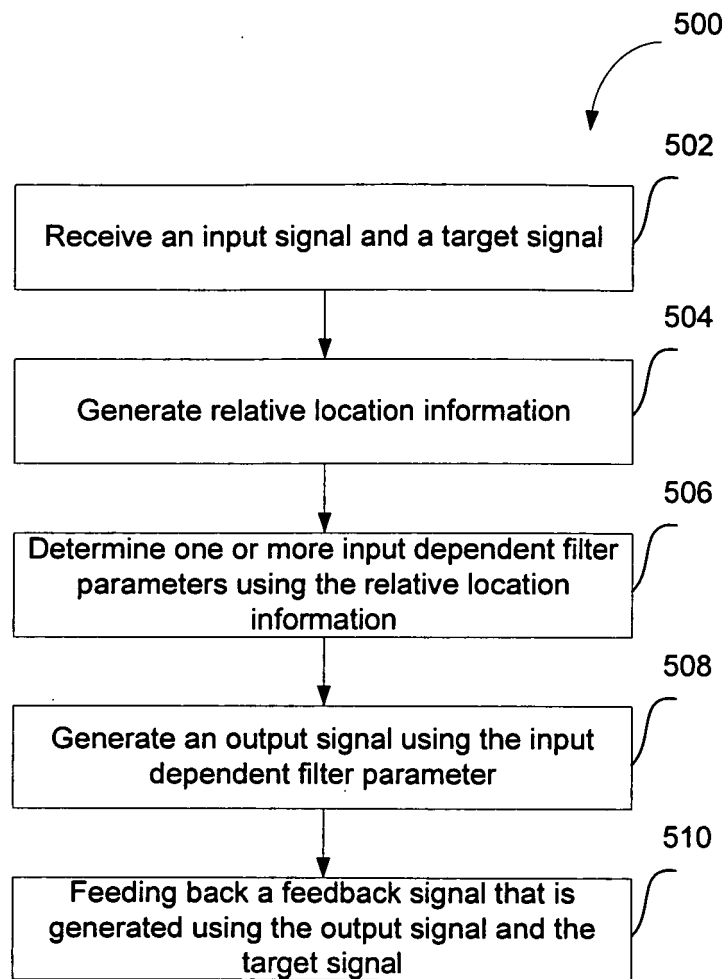 500
502
Receive an input signal and a target signal
504
Generate relative location information
506
Determine one or more input dependent filter
parameters using the relative location
information
508
Generate an output signal using the input
dependent filter parameter
510
Feeding back a feedback signal that is
generated using the output signal and the
target signal